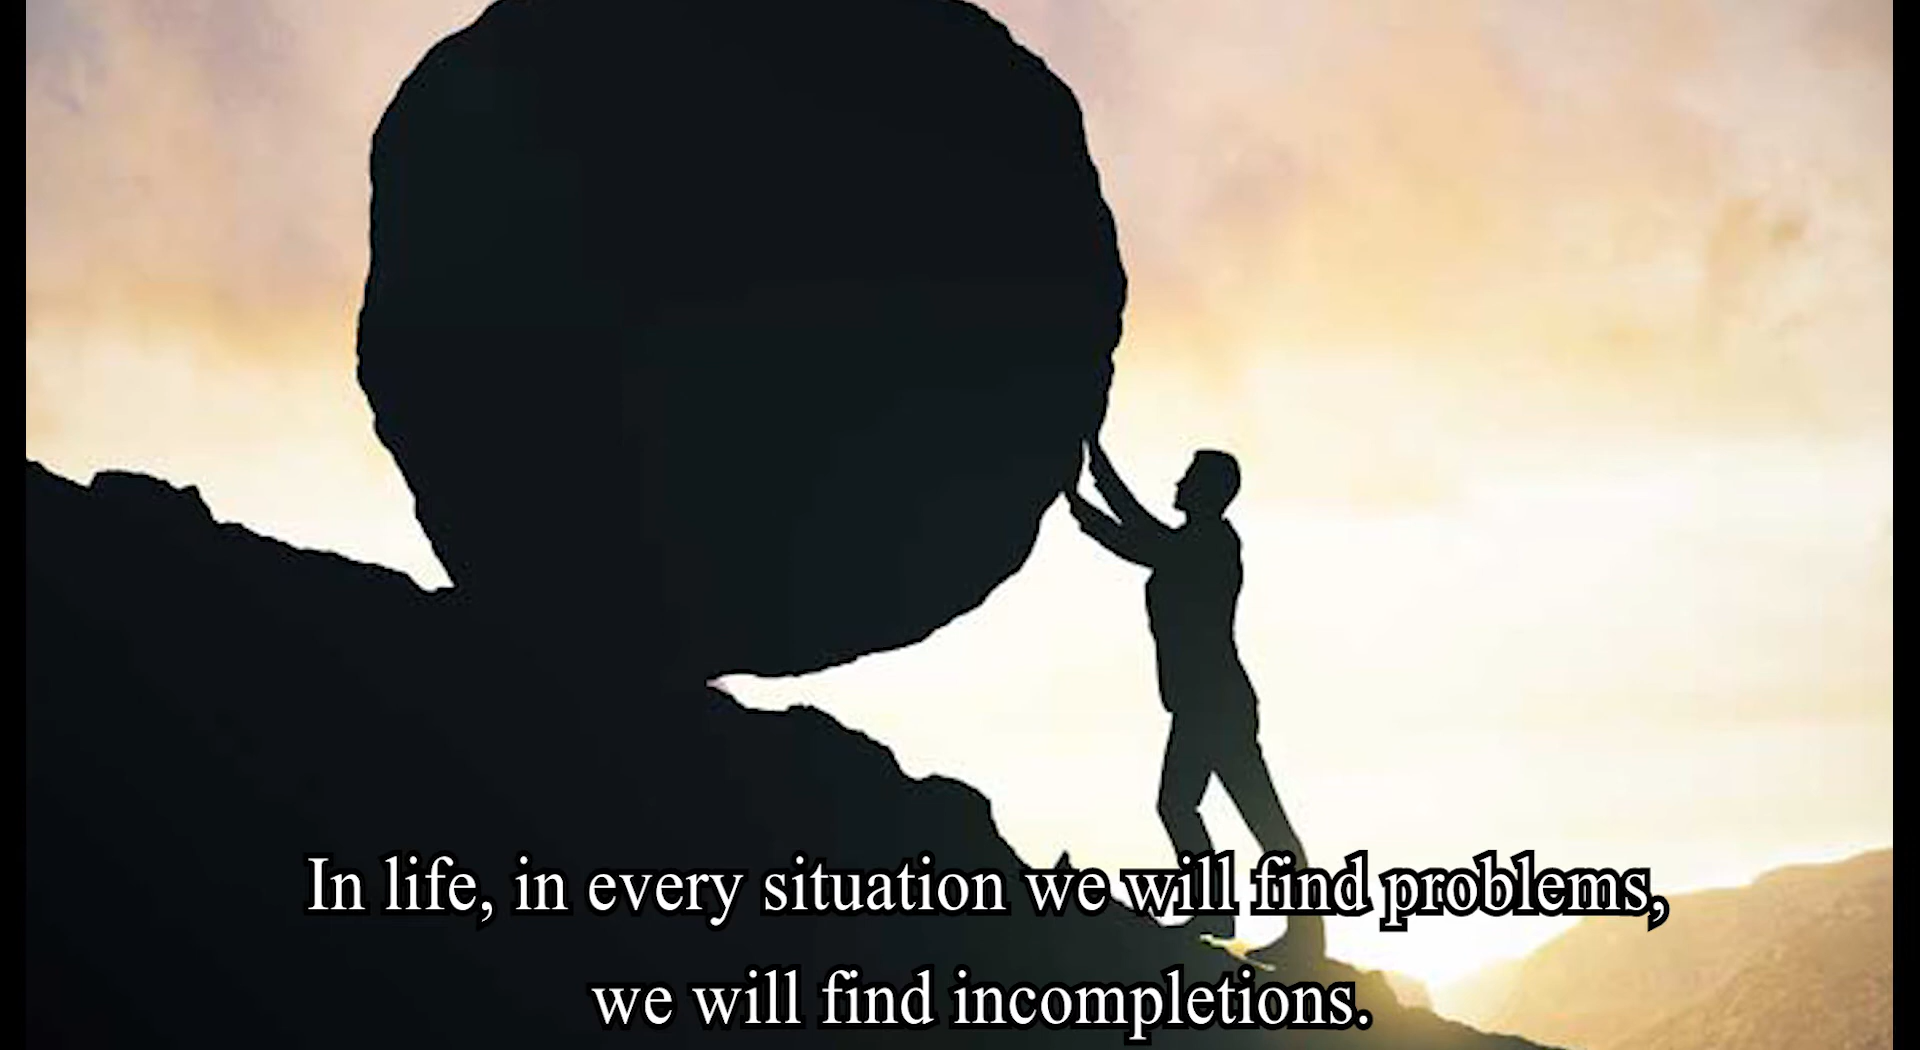 In life, in every situation we will find problems,
we will find incompletions.